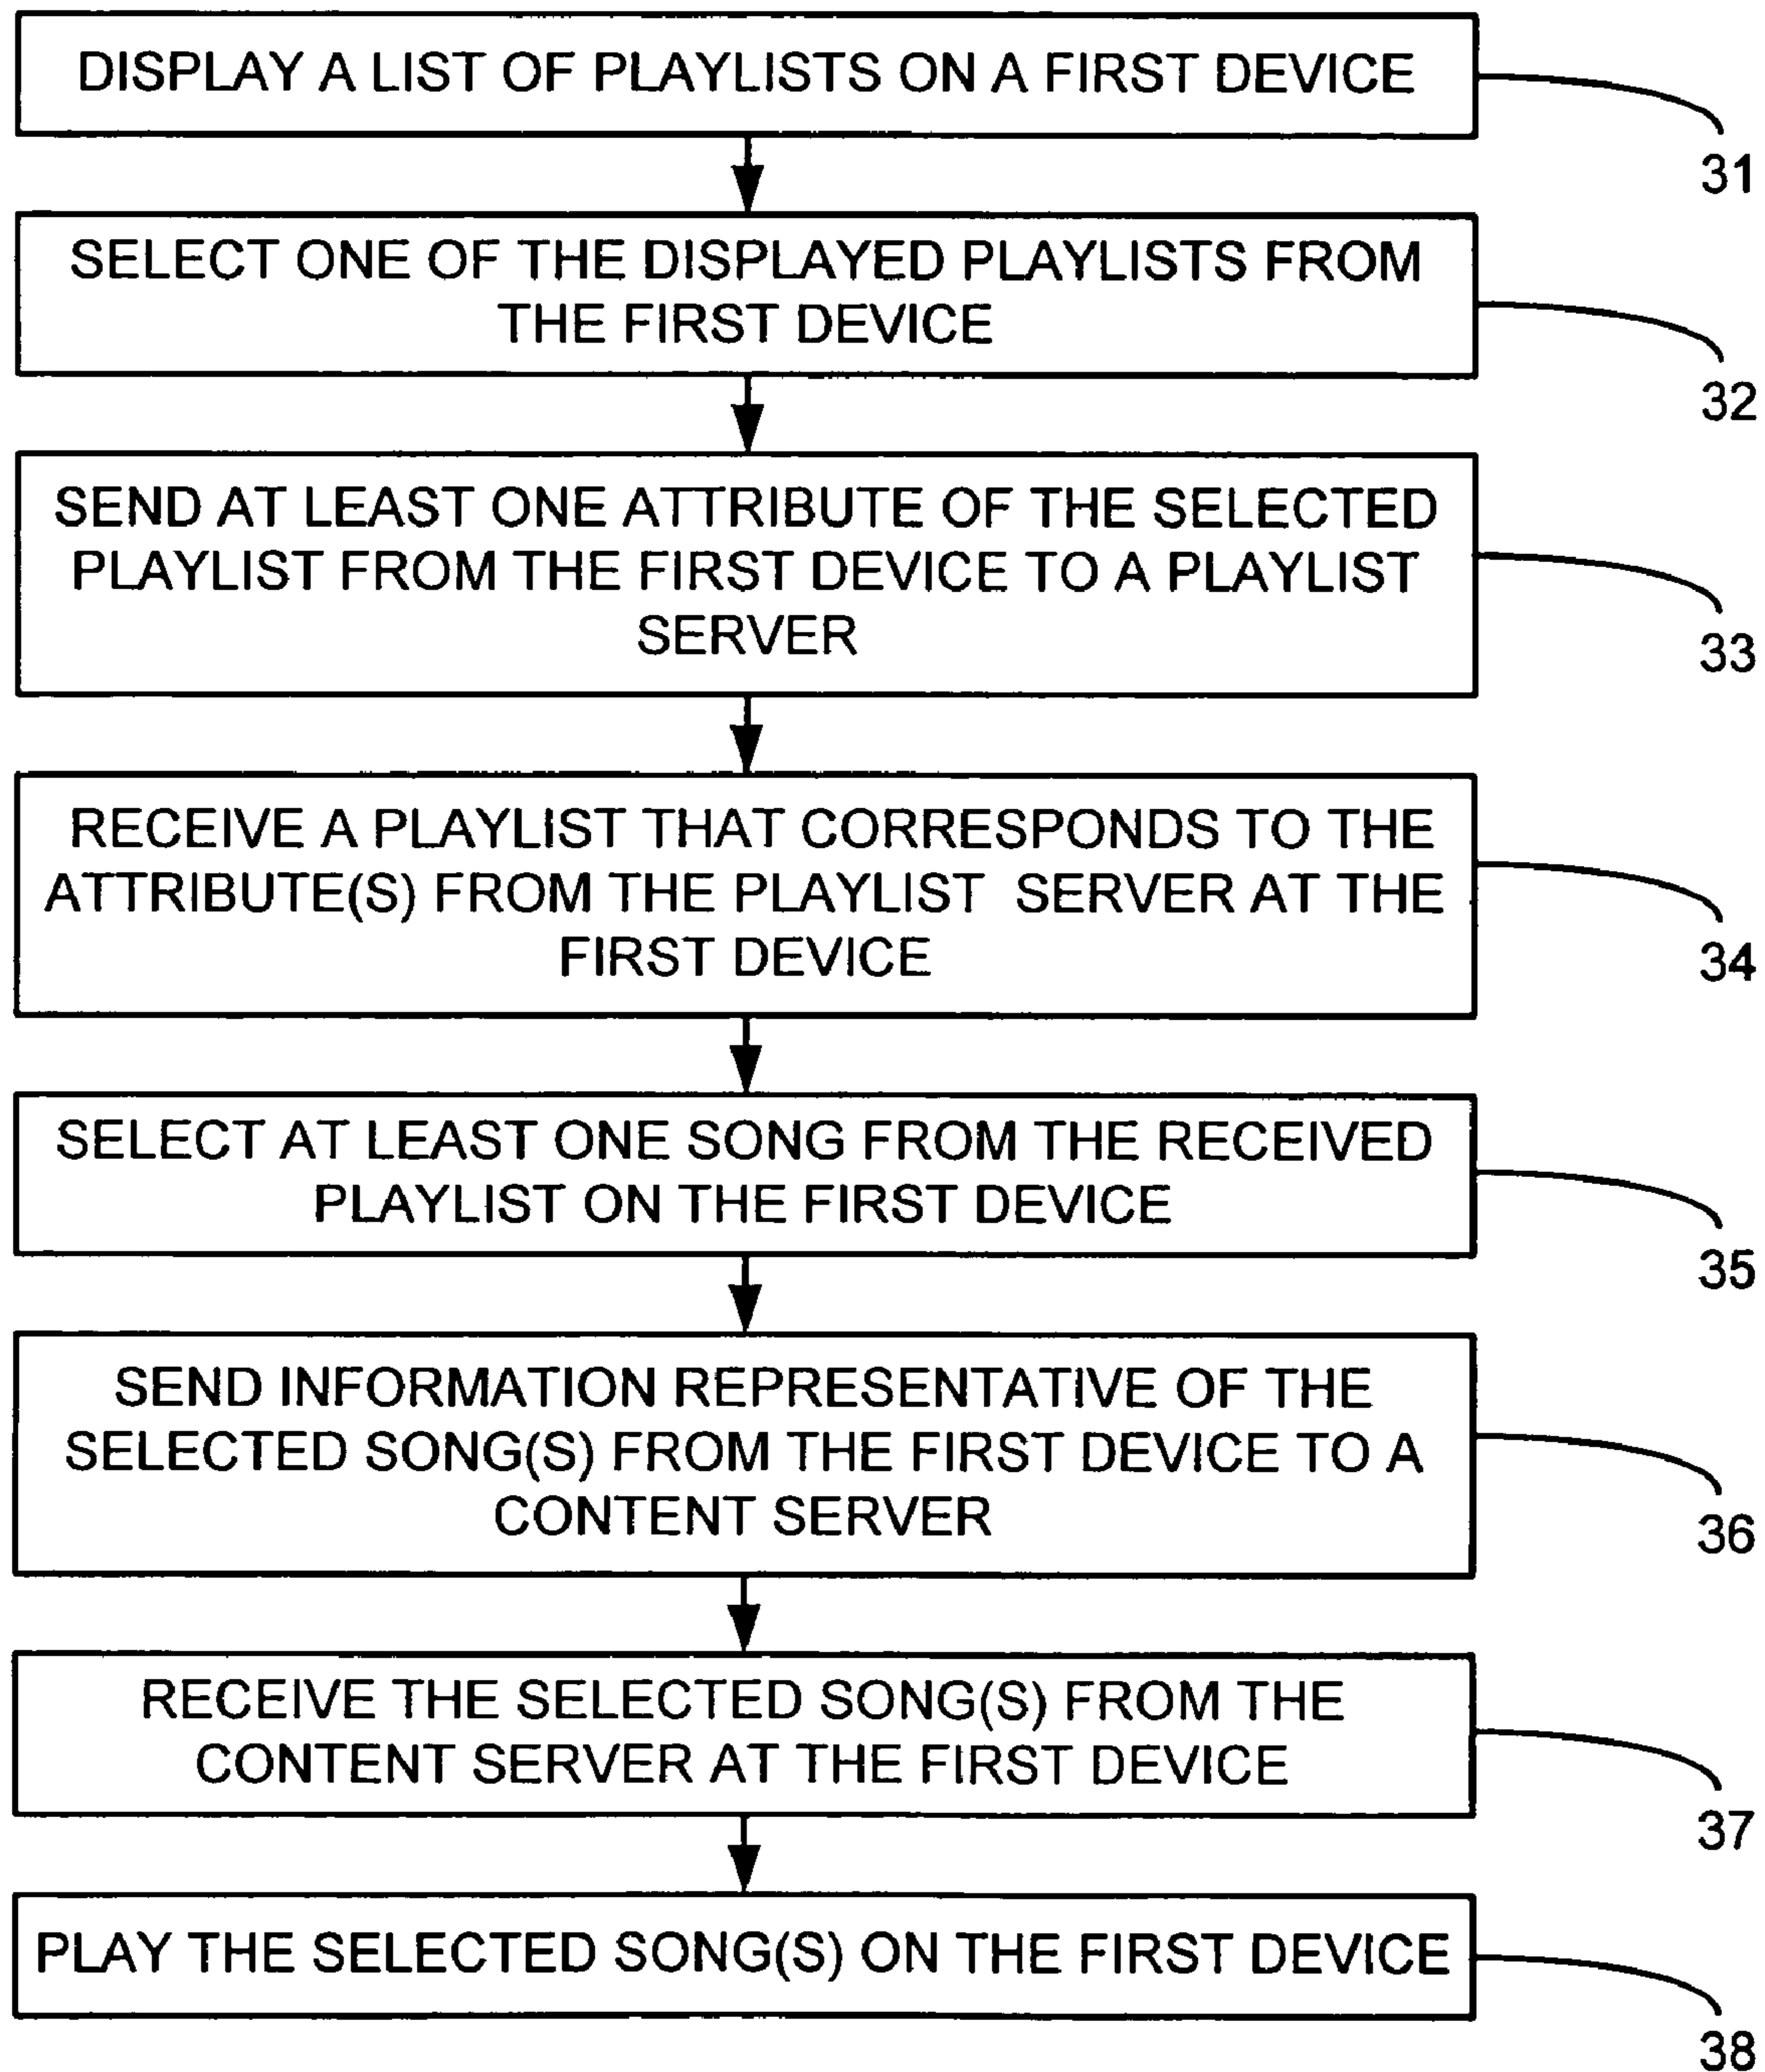 DISPLAY A LIST OF PLAYLISTS ON A FIRST DEVICE
31
SELECT ONE OF THE DISPLAYED PLAYLISTS FROM
THE FIRST DEVICE
32
SEND AT LEAST ONE ATTRIBUTE OF THE SELECTED
PLAYLIST FROM THE FIRST DEVICE TO A PLAYLIST
SERVER
33
RECEIVE A PLAYLIST THAT CORRESPONDS TO THE
ATTRIBUTE(S) FROM THE PLAYLIST SERVER AT THE
FIRST DEVICE
34
SELECT AT LEAST ONE SONG FROM THE RECEIVED
PLAYLIST ON THE FIRST DEVICE
35
SEND INFORMATION REPRESENTATIVE OF THE
SELECTED SONG(S) FROM THE FIRST DEVICE TO A
CONTENT SERVER
36
RECEIVE THE SELECTED SONG(S) FROM THE
CONTENT SERVER AT THE FIRST DEVICE
37
PLAY THE SELECTED SONG(S) ON THE FIRST DEVICE
38